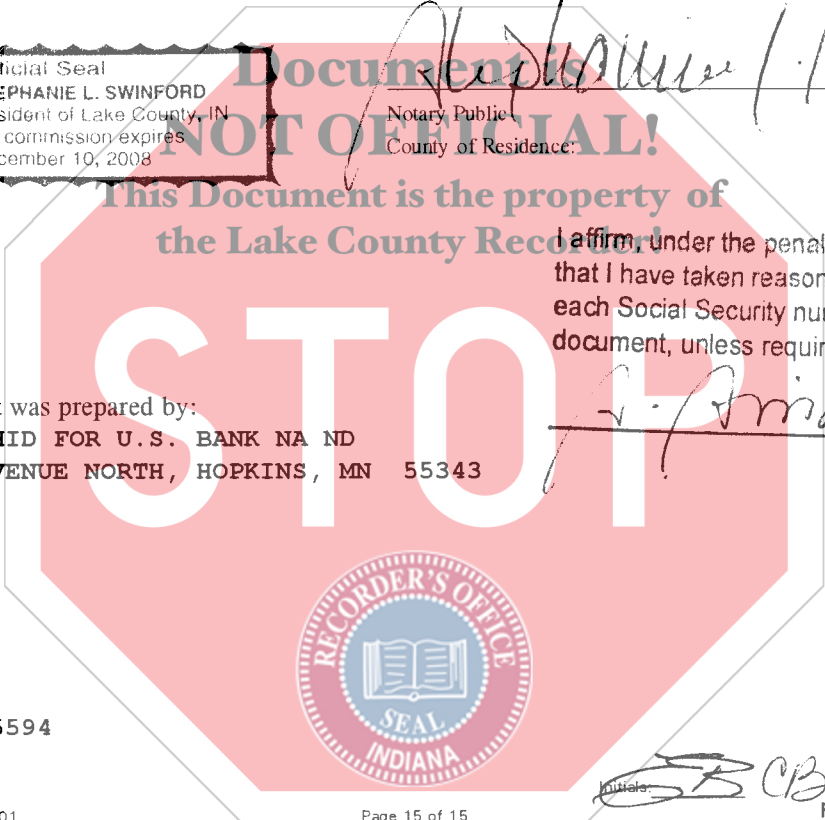 icial Seal
EPHANIE L. SWINFORD
sident of Lake County, IN
commission expires
cember 10, 2008
Document is
NOT OFFICIAL!
This Document is the property of
the Lake County Recorder!
Notary Public
County of Residence:
I affirm, under the penal
that I have taken reason
each Social Security nu
document, unless requir
STOP
t was prepared by:
HID FOR U.S. BANK NA ND
VENUE NORTH, HOPKINS, MN 55343
RECORDER'S OFFICE
SEAL
INDIANA
5594
Initials:
CB
01
Page 15 of 15